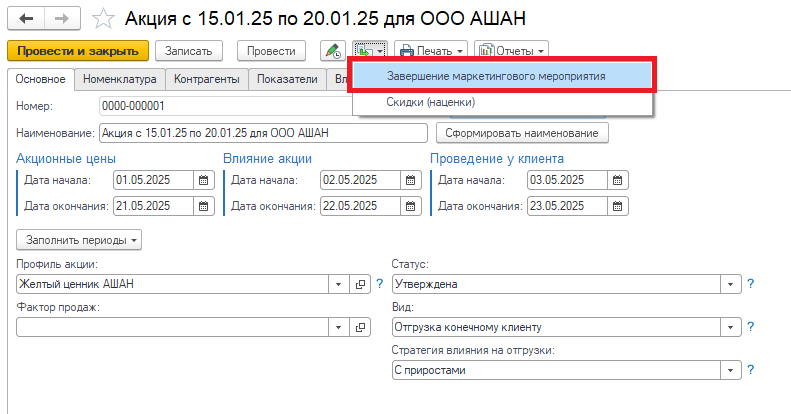 Акция с 15.01.25 по 20.01.25 для ООО АШАН
Провести и закрыть Записать Провести Печать Отчеты
Основное Номенклатура Контрагенты Показатели Вл
Завершение маркетингового мероприятия
Скидки (наценки)
Номер: 0000-000001
Наименование: Акция с 15.01.25 по 20.01.25 для ООО АШАН Сформировать наименование
Акционные цены Влияние акции Проведение у клиента
Дата начала: 01.05.2025 Дата начала: 02.05.2025 Дата начала: 03.05.2025
Дата окончания: 21.05.2025 Дата окончания: 22.05.2025 Дата окончания: 23.05.2025
Заполнить периоды
Профиль акции: Статус:
Желтый ценник АШАН ? Утверждена ?
Фактор продаж: Вид:
Отгрузка конечному клиенту ?
Стратегия влияния на отгрузки:
С приростами ?